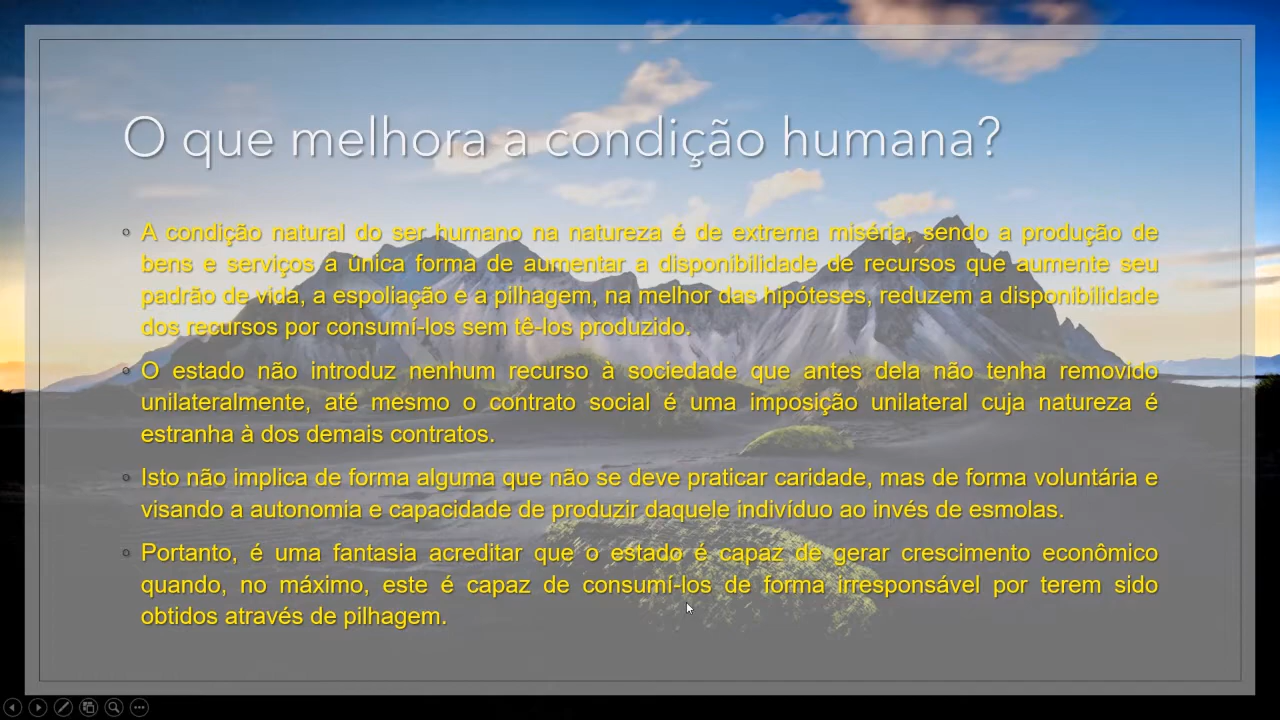 O que melhora a condição humana?
A condição natural do ser humano na natureza é de extrema miséria, sendo a produção de
bens e serviços a única forma de aumentar a disponibilidade de recursos que aumente seu
padrão de vida, a espoliação e a pilhagem, na melhor das hipóteses, reduzem a disponibilidade
dos recursos por consumí-los sem tê-los produzido.
O estado não introduz nenhum recurso à sociedade que antes dela não tenha removido
unilateralmente, até mesmo o contrato social é uma imposição unilateral cuja natureza é
estranha à dos demais contratos.
Isto não implica de forma alguma que não se deve praticar caridade, mas de forma voluntária e
visando a autonomia e capacidade de produzir daquele indivíduo ao invés de esmolas.
Portanto, é uma fantasia acreditar que o estado é capaz de gerar crescimento econômico
quando, no máximo, este é capaz de consumí-los de forma irresponsável por terem sido
obtidos através de pilhagem.